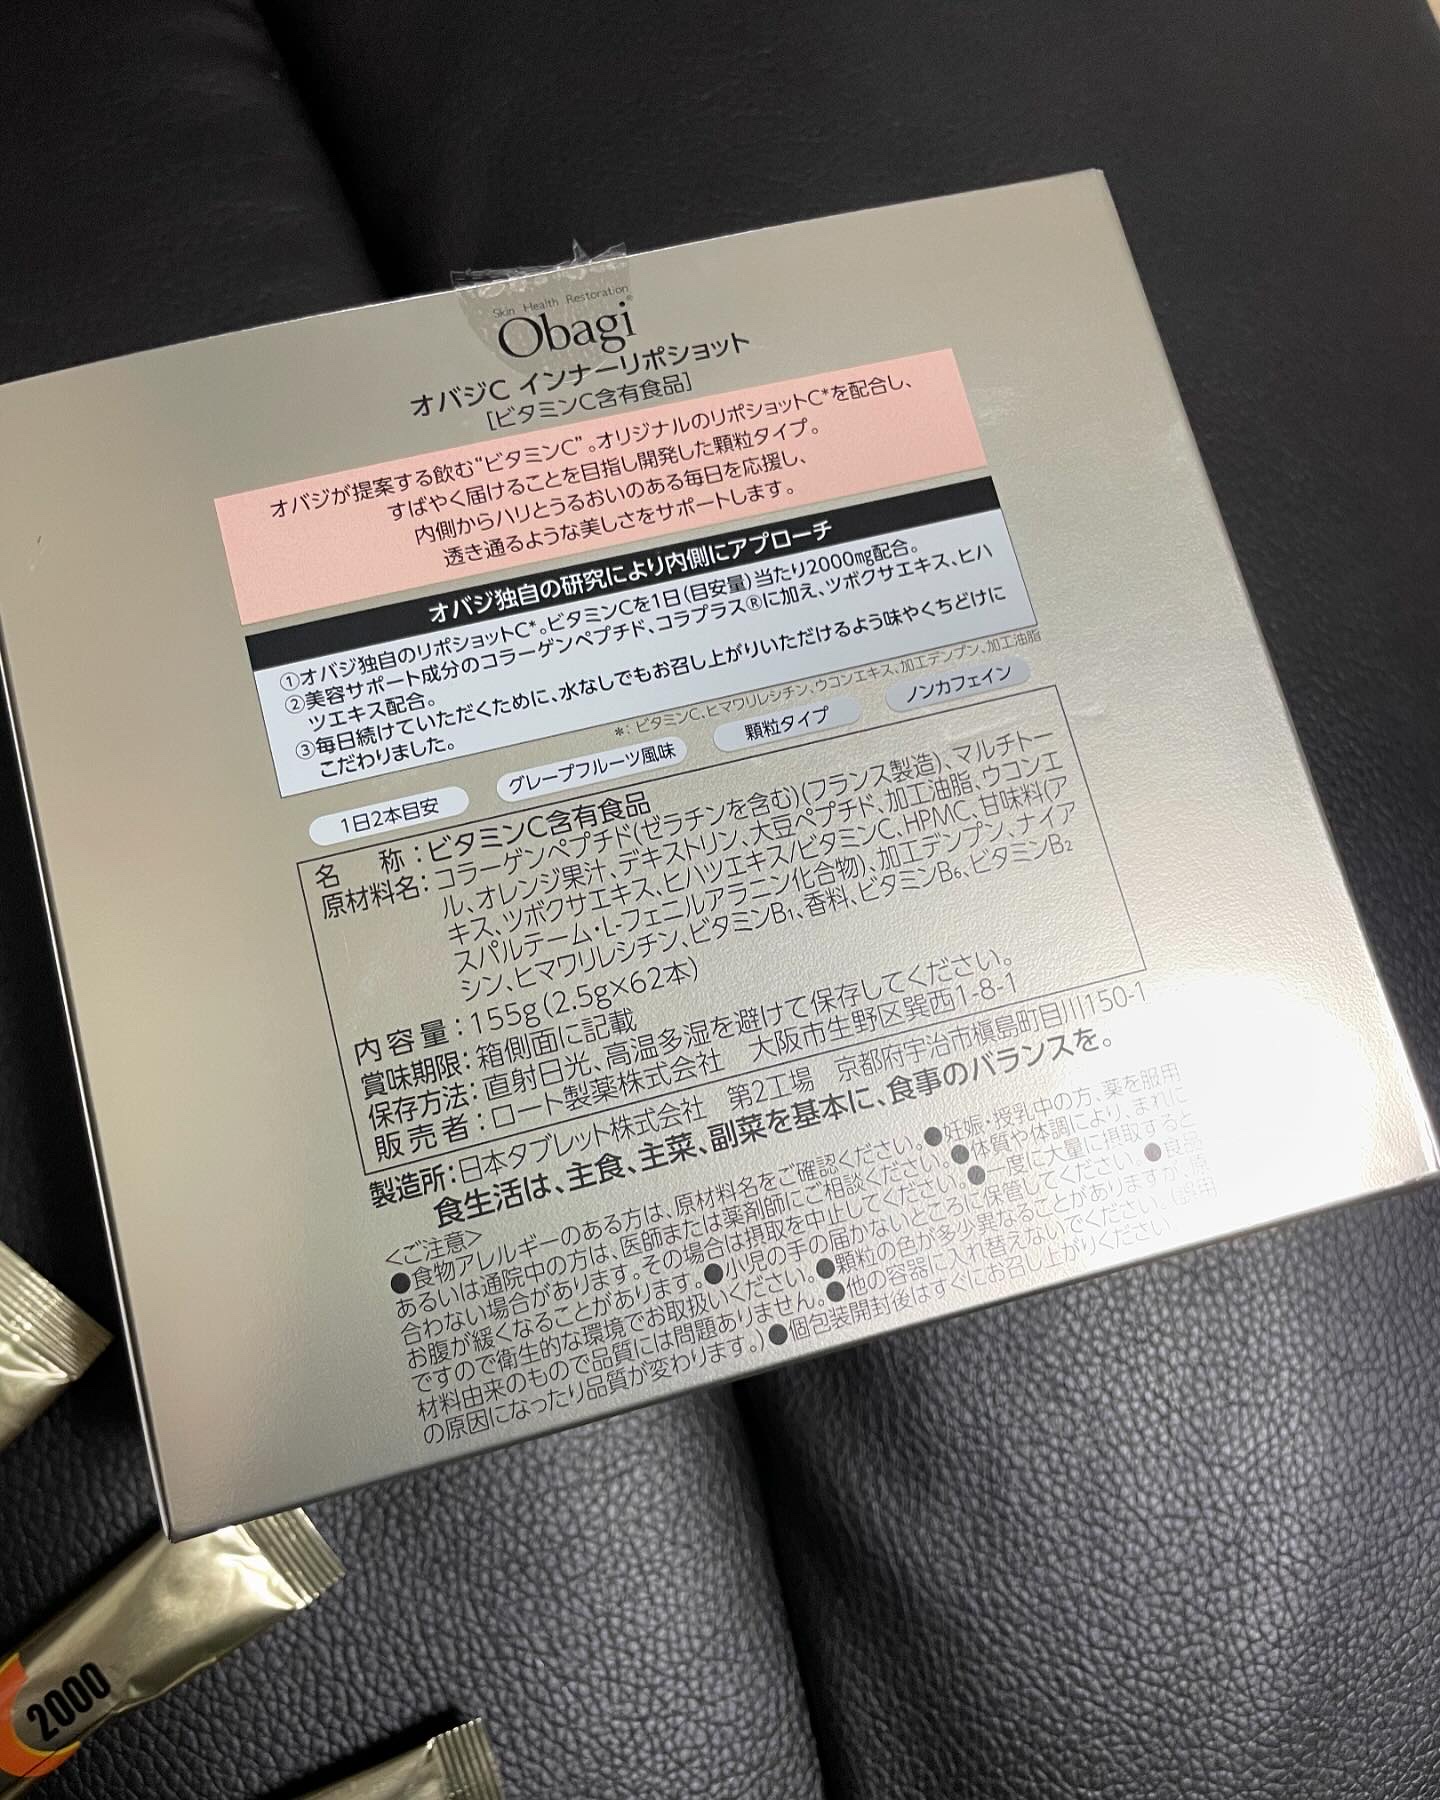 Skin Health Restoration
Obagi®
オバジC インナーリポショット
[ビタミンC含有食品]
オバジが提案する飲む"ビタミンC"。オリジナルのリポショットC*を配合し、
すばやく届けることを目指し開発した顆粒タイプ。
内側からハリとうるおいのある毎日を応援し、
透き通るような美しさをサポートします。
オバジ独自の研究により内側にアプローチ
①オバジ独自のリポショットC*。ビタミンCを1日(目安量)当たり2000㎎配合。
②美容サポート成分のコラーゲンペプチド、コラプラス®に加え、ツボクサエキス、ヒハ
ツエキス配合。
③毎日続けていただくために、水なしでもお召し上がりいただけるよう味やくちどけに
こだわりました。
*: ビタミンC、ヒマワリレシチン、ウコンエキス、加工デンプン、加工油脂
1日2本目安 グレープフルーツ風味 顆粒タイプ ノンカフェイン
名 称:ビタミンC含有食品
原材料名:コラーゲンペプチド(ゼラチンを含む)(フランス製造)、マルチトー
ル、オレンジ果汁、デキストリン、大豆ペプチド、加工油脂、ウコンエ
キス、ツボクサエキス、ヒハツエキス/ビタミンC、HPMC、甘味料(ア
スパルテーム・L-フェニルアラニン化合物)、加工デンプン、ナイア
シン、ヒマワリレシチン、ビタミンB₁、香料、ビタミンB₆、ビタミンB₂
内容量:155g(2.5g×62本)
賞味期限:箱側面に記載
保存方法:直射日光、高温多湿を避けて保存してください。
販売者:ロート製薬株式会社 大阪市生野区巽西1-8-1
製造所:日本タブレット株式会社 第2工場 京都府宇治市槇島町目川150-1
食生活は、主食、主菜、副菜を基本に、食事のバランスを。
<ご注意>
●食物アレルギーのある方は、原材料名をご確認ください。●妊娠・授乳中の方、薬を服用
あるいは通院中の方は、医師または薬剤師にご相談ください。●体質や体調により、まれに
合わない場合があります。その場合は摂取を中止してください。●一度に大量に摂取すると
お腹が緩くなることがあります。●小児の手の届かないところに保管してください。●食品
ですので衛生的な環境でお取扱いください。●顆粒の色が多少異なることがありますが、原
材料由来のもので品質には問題ありません。●他の容器に入れ替えないでください。(誤用
の原因になったり品質が変わります。)●個包装開封後はすぐにお召し上がりください。
2000